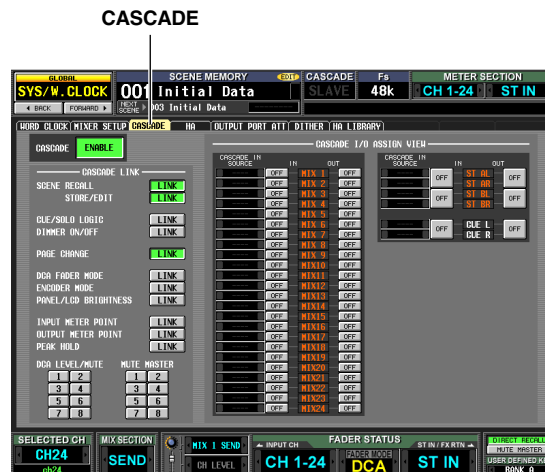 CASCADE
GLOBAL
SYS/W.CLOCK
BACK FORWARD
SCENE MEMORY EDIT
001 Initial Data
NEXT SCENE 003 Initial Data
CASCADE
SLAVE
Fs
48k
METER SECTION
CH 1-24 ST IN
WORD CLOCK MIXER SETUP CASCADE HA OUTPUT PORT ATT DITHER HA LIBRARY
CASCADE ENABLE
CASCADE LINK
SCENE RECALL LINK
STORE/EDIT LINK
CUE/SOLO LOGIC LINK
DIMMER ON/OFF LINK
PAGE CHANGE LINK
DCA FADER MODE LINK
ENCODER MODE LINK
PANEL/LCD BRIGHTNESS LINK
INPUT METER POINT LINK
OUTPUT METER POINT LINK
PEAK HOLD LINK
DCA LEVEL/MUTE MUTE MASTER
1 2 1 2
3 4 3 4
5 6 5 6
7 8 7 8
CASCADE I/O ASSIGN VIEW
CASCADE IN SOURCE IN OUT
OFF MIX 1 OFF
OFF MIX 2 OFF
OFF MIX 3 OFF
OFF MIX 4 OFF
OFF MIX 5 OFF
OFF MIX 6 OFF
OFF MIX 7 OFF
OFF MIX 8 OFF
OFF MIX 9 OFF
OFF MIX10 OFF
OFF MIX11 OFF
OFF MIX12 OFF
OFF MIX13 OFF
OFF MIX14 OFF
OFF MIX15 OFF
OFF MIX16 OFF
OFF MIX17 OFF
OFF MIX18 OFF
OFF MIX19 OFF
OFF MIX20 OFF
OFF MIX21 OFF
OFF MIX22 OFF
OFF MIX23 OFF
OFF MIX24 OFF
CASCADE IN SOURCE IN OUT
OFF ST AL OFF
ST AR
OFF ST BL OFF
ST BR
OFF CUE L OFF
CUE R
SELECTED CH
CH24
ch24
MIX SECTION
SEND
MIX 1 SEND
CH LEVEL
FADER STATUS
INPUT CH
CH 1-24
FADER MODE
DCA
ST IN / FX RTN
ST IN
DIRECT RECALL
MUTE MASTER
USER DEFINED KE
BANK A